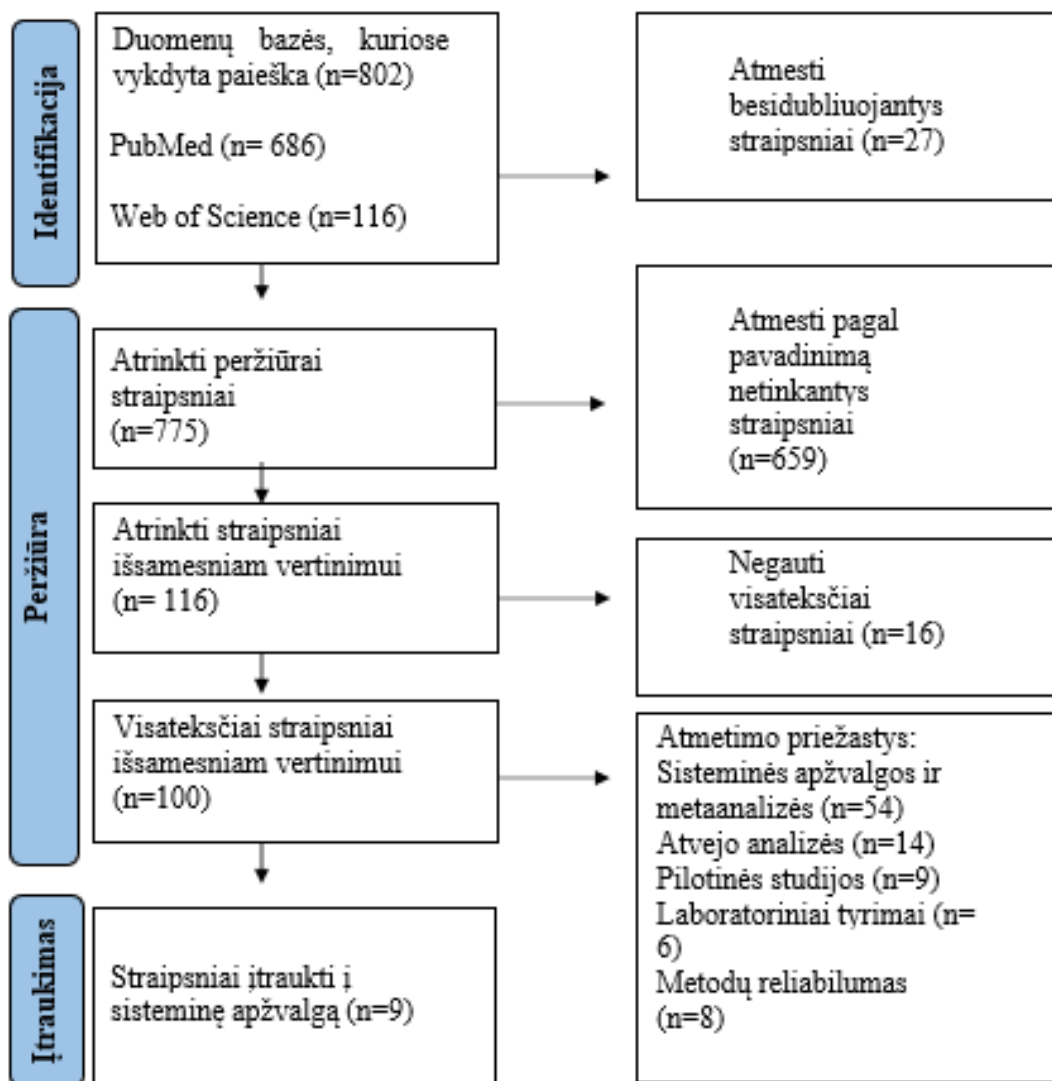 Identifikacija
Duomenų bazės, kuriose
vykdyta paieška (n=802)
PubMed (n= 686)
Web of Science (n=116)
Atmesti
besidubliuojantys
straipsniai (n=27)
Peržiūra
Atrinkti peržiūrai
straipsniai
(n=775)
Atmesti pagal
pavadinimą
netinkantys
straipsniai
(n=659)
Atrinkti straipsniai
išsamesniam vertinimui
(n= 116)
Negauti
visateksčiai
straipsniai (n=16)
Visateksčiai straipsniai
išsamesniam vertinimui
(n=100)
Atmetimo priežastys:
Sisteminės apžvalgos ir
metaanalizės (n=54)
Atvejo analizės (n=14)
Pilotinės studijos (n=9)
Laboratoriniai tyrimai (n=
6)
Metodų reliabilumas
(n=8)
Įtraukimas
Straipsniai įtraukti į
sisteminę apžvalgą (n=9)